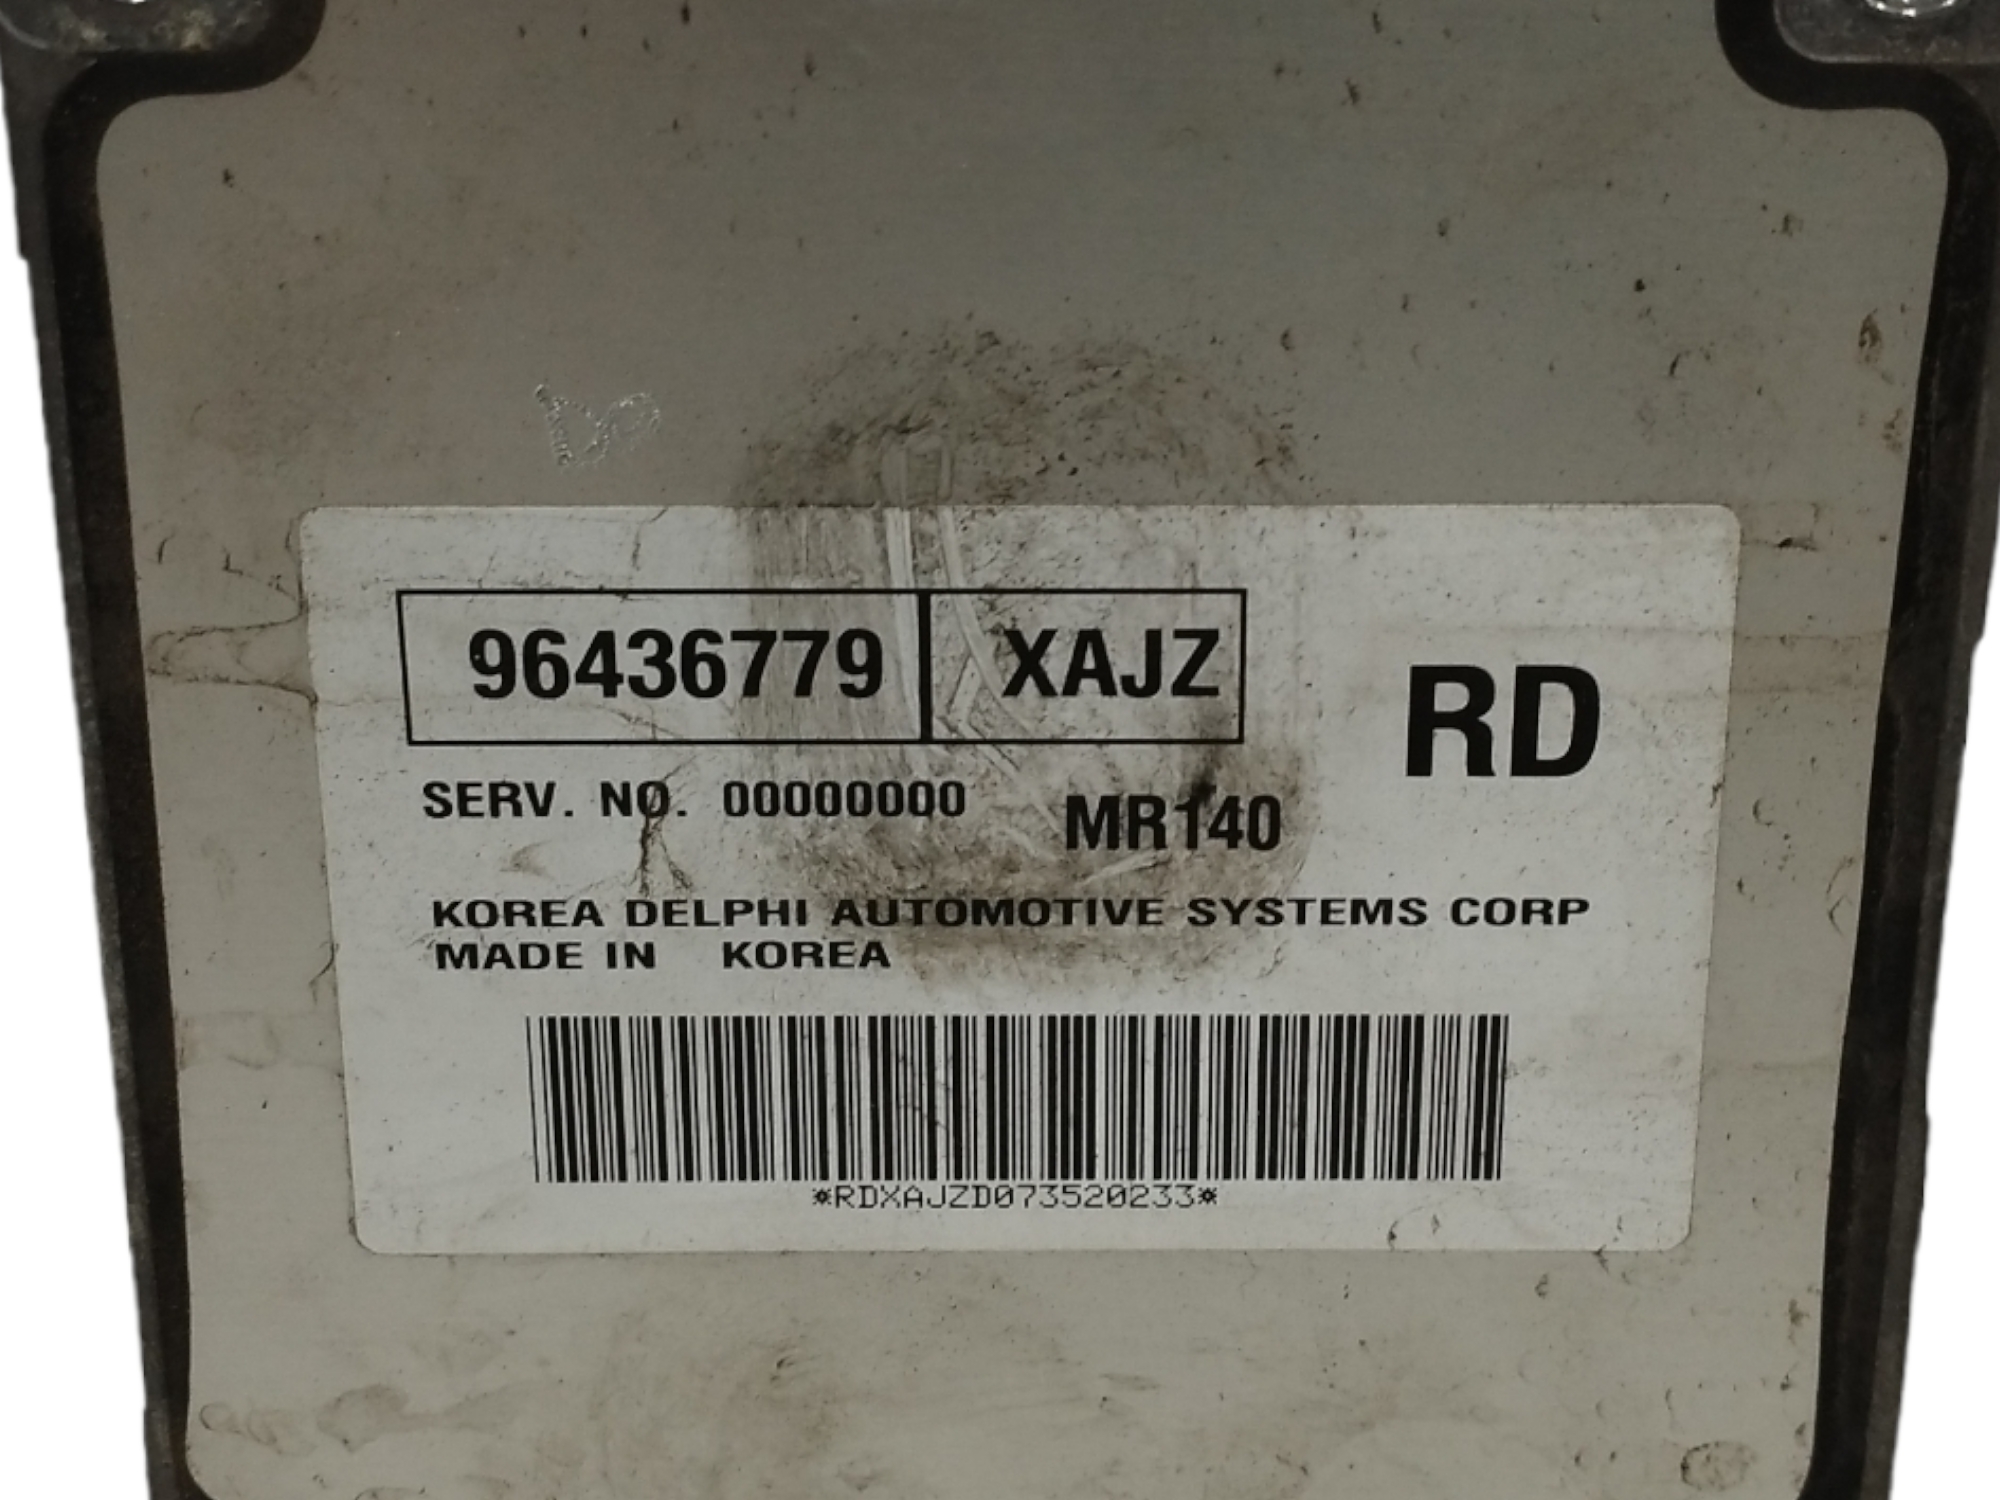 96436779 XAJZ
RD
SERV. NO. 00000000 MR140
KOREA DELPHI AUTOMOTIVE SYSTEMS CORP
MADE IN KOREA
*RDXAJZD073520233*